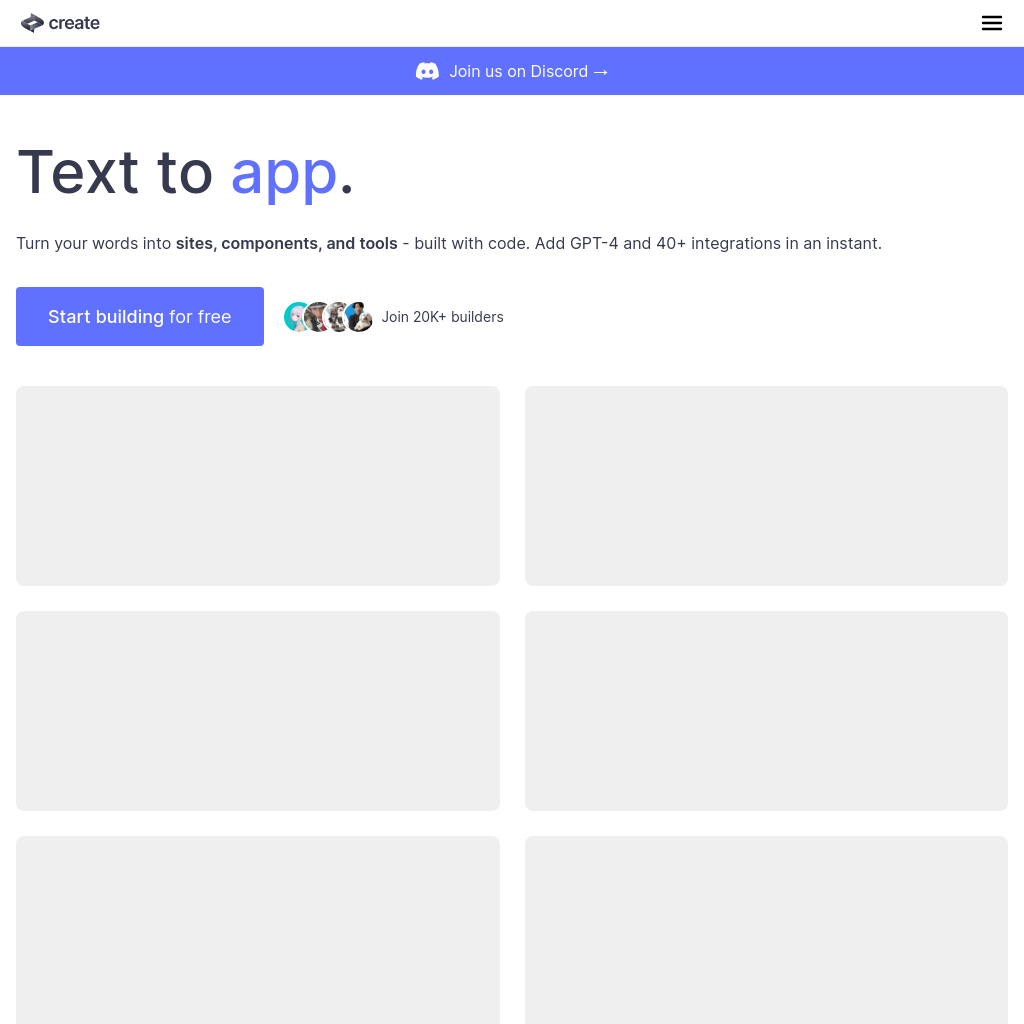 create
Join us on Discord →
Text to app.
Turn your words into sites, components, and tools - built with code. Add GPT-4 and 40+ integrations in an instant.
Start building for free
Join 20K+ builders